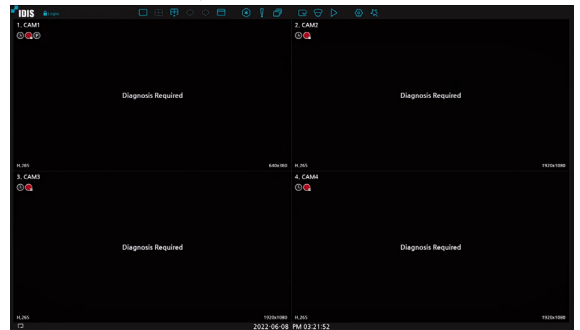 IDIS Login
1. CAM1
2. CAM2
P
Diagnosis Required
Diagnosis Required
H.265
640x360
H.265
1920x1080
3. CAM3
4. CAM4
Diagnosis Required
Diagnosis Required
H.265
1920x1080
H.265
1920x1080
2022-06-08 PM 03:21:52